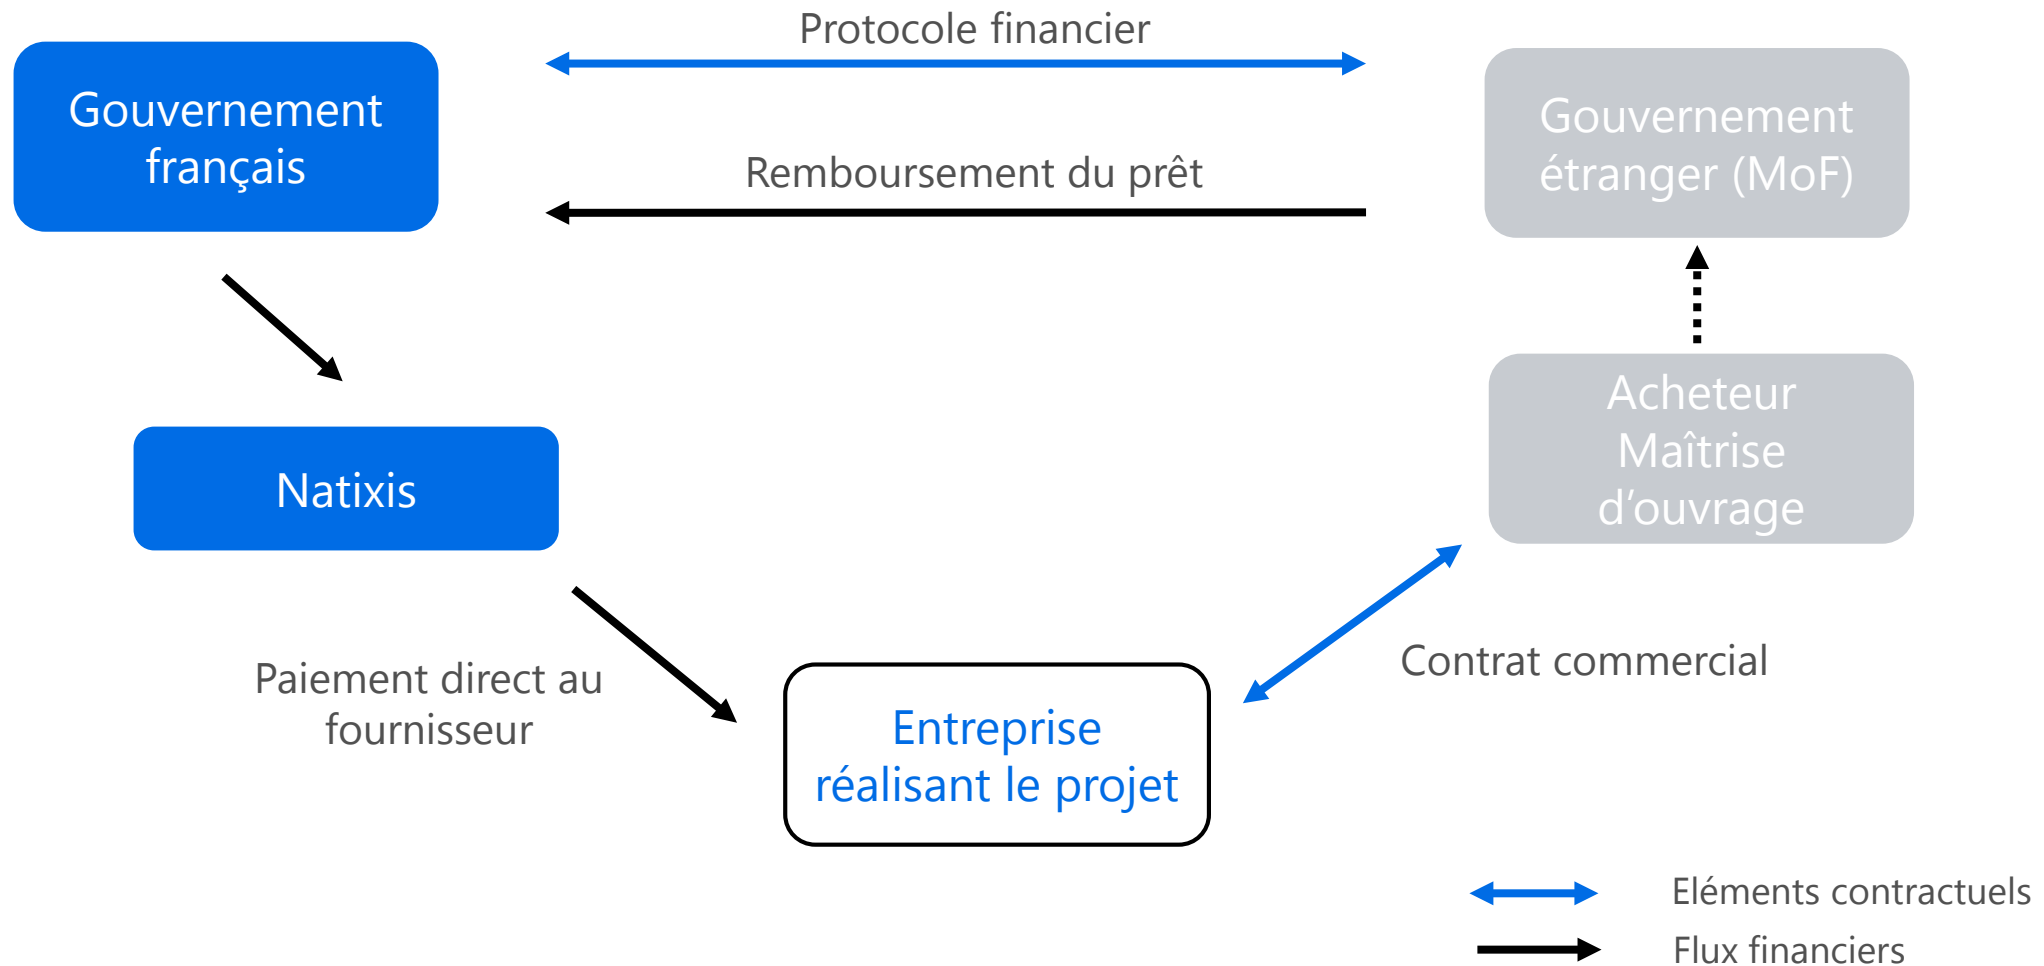 Protocole financier
Gouvernement
français
Gouvernement
étranger (MoF)
Remboursement du prêt
Acheteur
Maîtrise
d‘ouvrage
Natixis
Paiement direct au
fournisseur
Contrat commercial
Entreprise
réalisant le projet
Eléments contractuels
Flux financiers